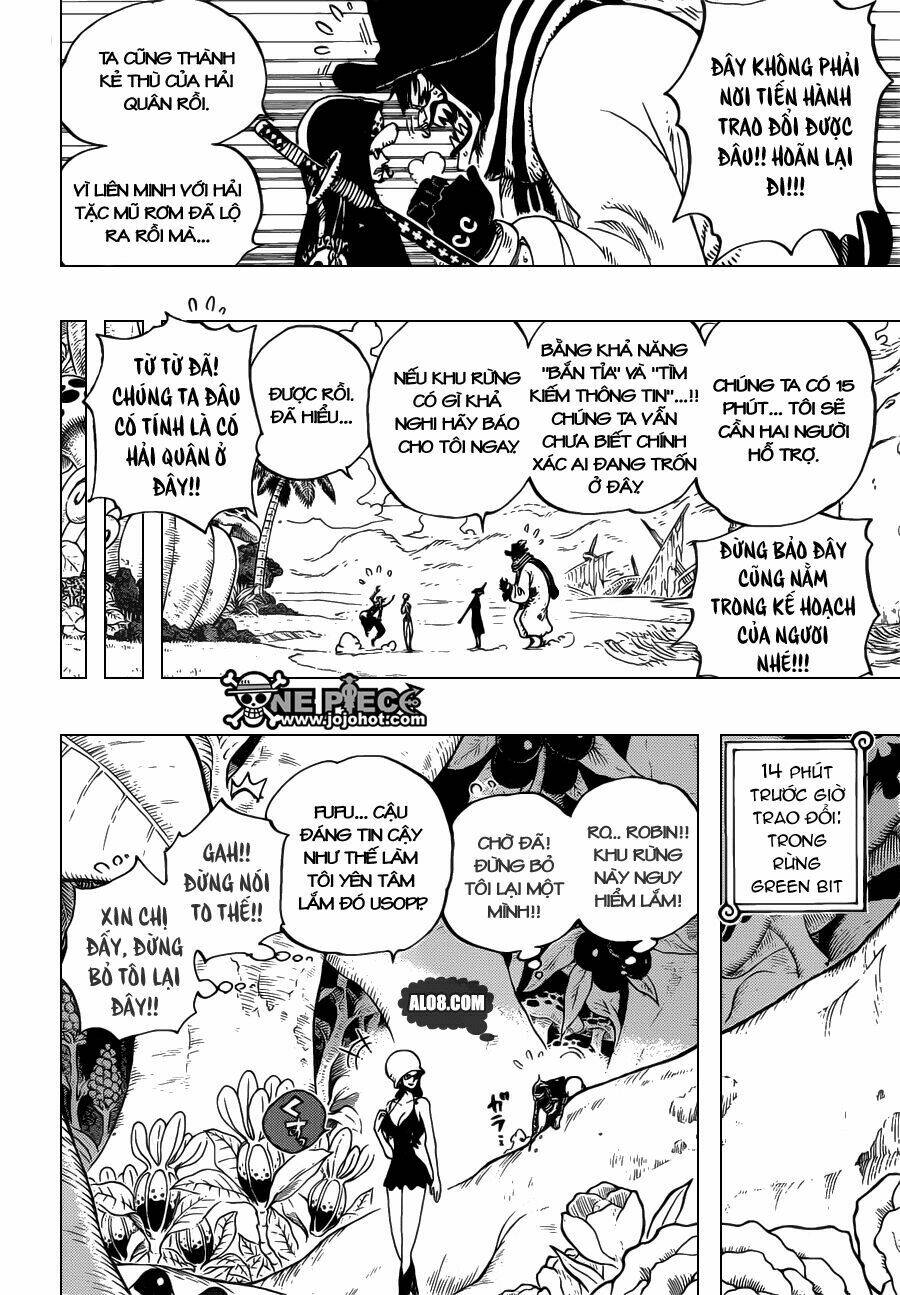 ĐÂY KHÔNG PHẢI
NƠI TIẾN HÀNH
TRAO ĐỔI ĐƯỢC
ĐÂU!! HOÃN LẠI
ĐI!!!
TA CŨNG THÀNH
KẺ THÙ CỦA HẢI
QUÂN RỒI.
VÌ LIÊN MINH VỚI HẢI
TẶC MŨ RƠM ĐÃ LỘ
RA RỒI MÀ...
CHÚNG TA CÓ 15
PHÚT... TÔI SẼ
CẦN HAI NGƯỜI
HỖ TRỢ.
ĐỪNG BẢO ĐÂY
CŨNG NẰM
TRONG KẾ HOẠCH
CỦA NGƯƠI
NHÉ!!!
BẰNG KHẢ NĂNG
"BẮN TỈA" VÀ "TÌM
KIẾM THÔNG TIN"...!!
CHÚNG TA VẪN
CHƯA BIẾT CHÍNH
XÁC AI ĐANG TRỐN
Ở ĐÂY.
NẾU KHU RỪNG
CÓ GÌ KHẢ
NGHI HÃY BÁO
CHO TÔI NGAY.
ĐƯỢC RỒI.
ĐÃ HIỂU...
TỪ TỪ ĐÃ!
CHÚNG TA ĐÂU
CÓ TÍNH LÀ CÓ
HẢI QUÂN Ở
ĐÂY!!
ONE PIECE
www.jojohot.com
14 PHÚT
TRƯỚC GIỜ
TRAO ĐỔI:
TRONG
RỪNG
GREEN BIT
RO... ROBIN!!
KHU RỪNG
NÀY NGUY
HIỂM LẮM!
CHỜ ĐÃ!
ĐỪNG BỎ
TÔI LẠI MỘT
MÌNH!!
FUFU... CẬU
ĐÁNG TIN CẬY
NHƯ THẾ LÀM
TÔI YÊN TÂM
LẮM ĐÓ USOPP?
GAH!!
ĐỪNG NÓI
TO THẾ!!
XIN CHỊ
ĐẤY, ĐỪNG
BỎ TÔI LẠI
ĐÂY!!
ALO8.COM
ガラ…
くすっ